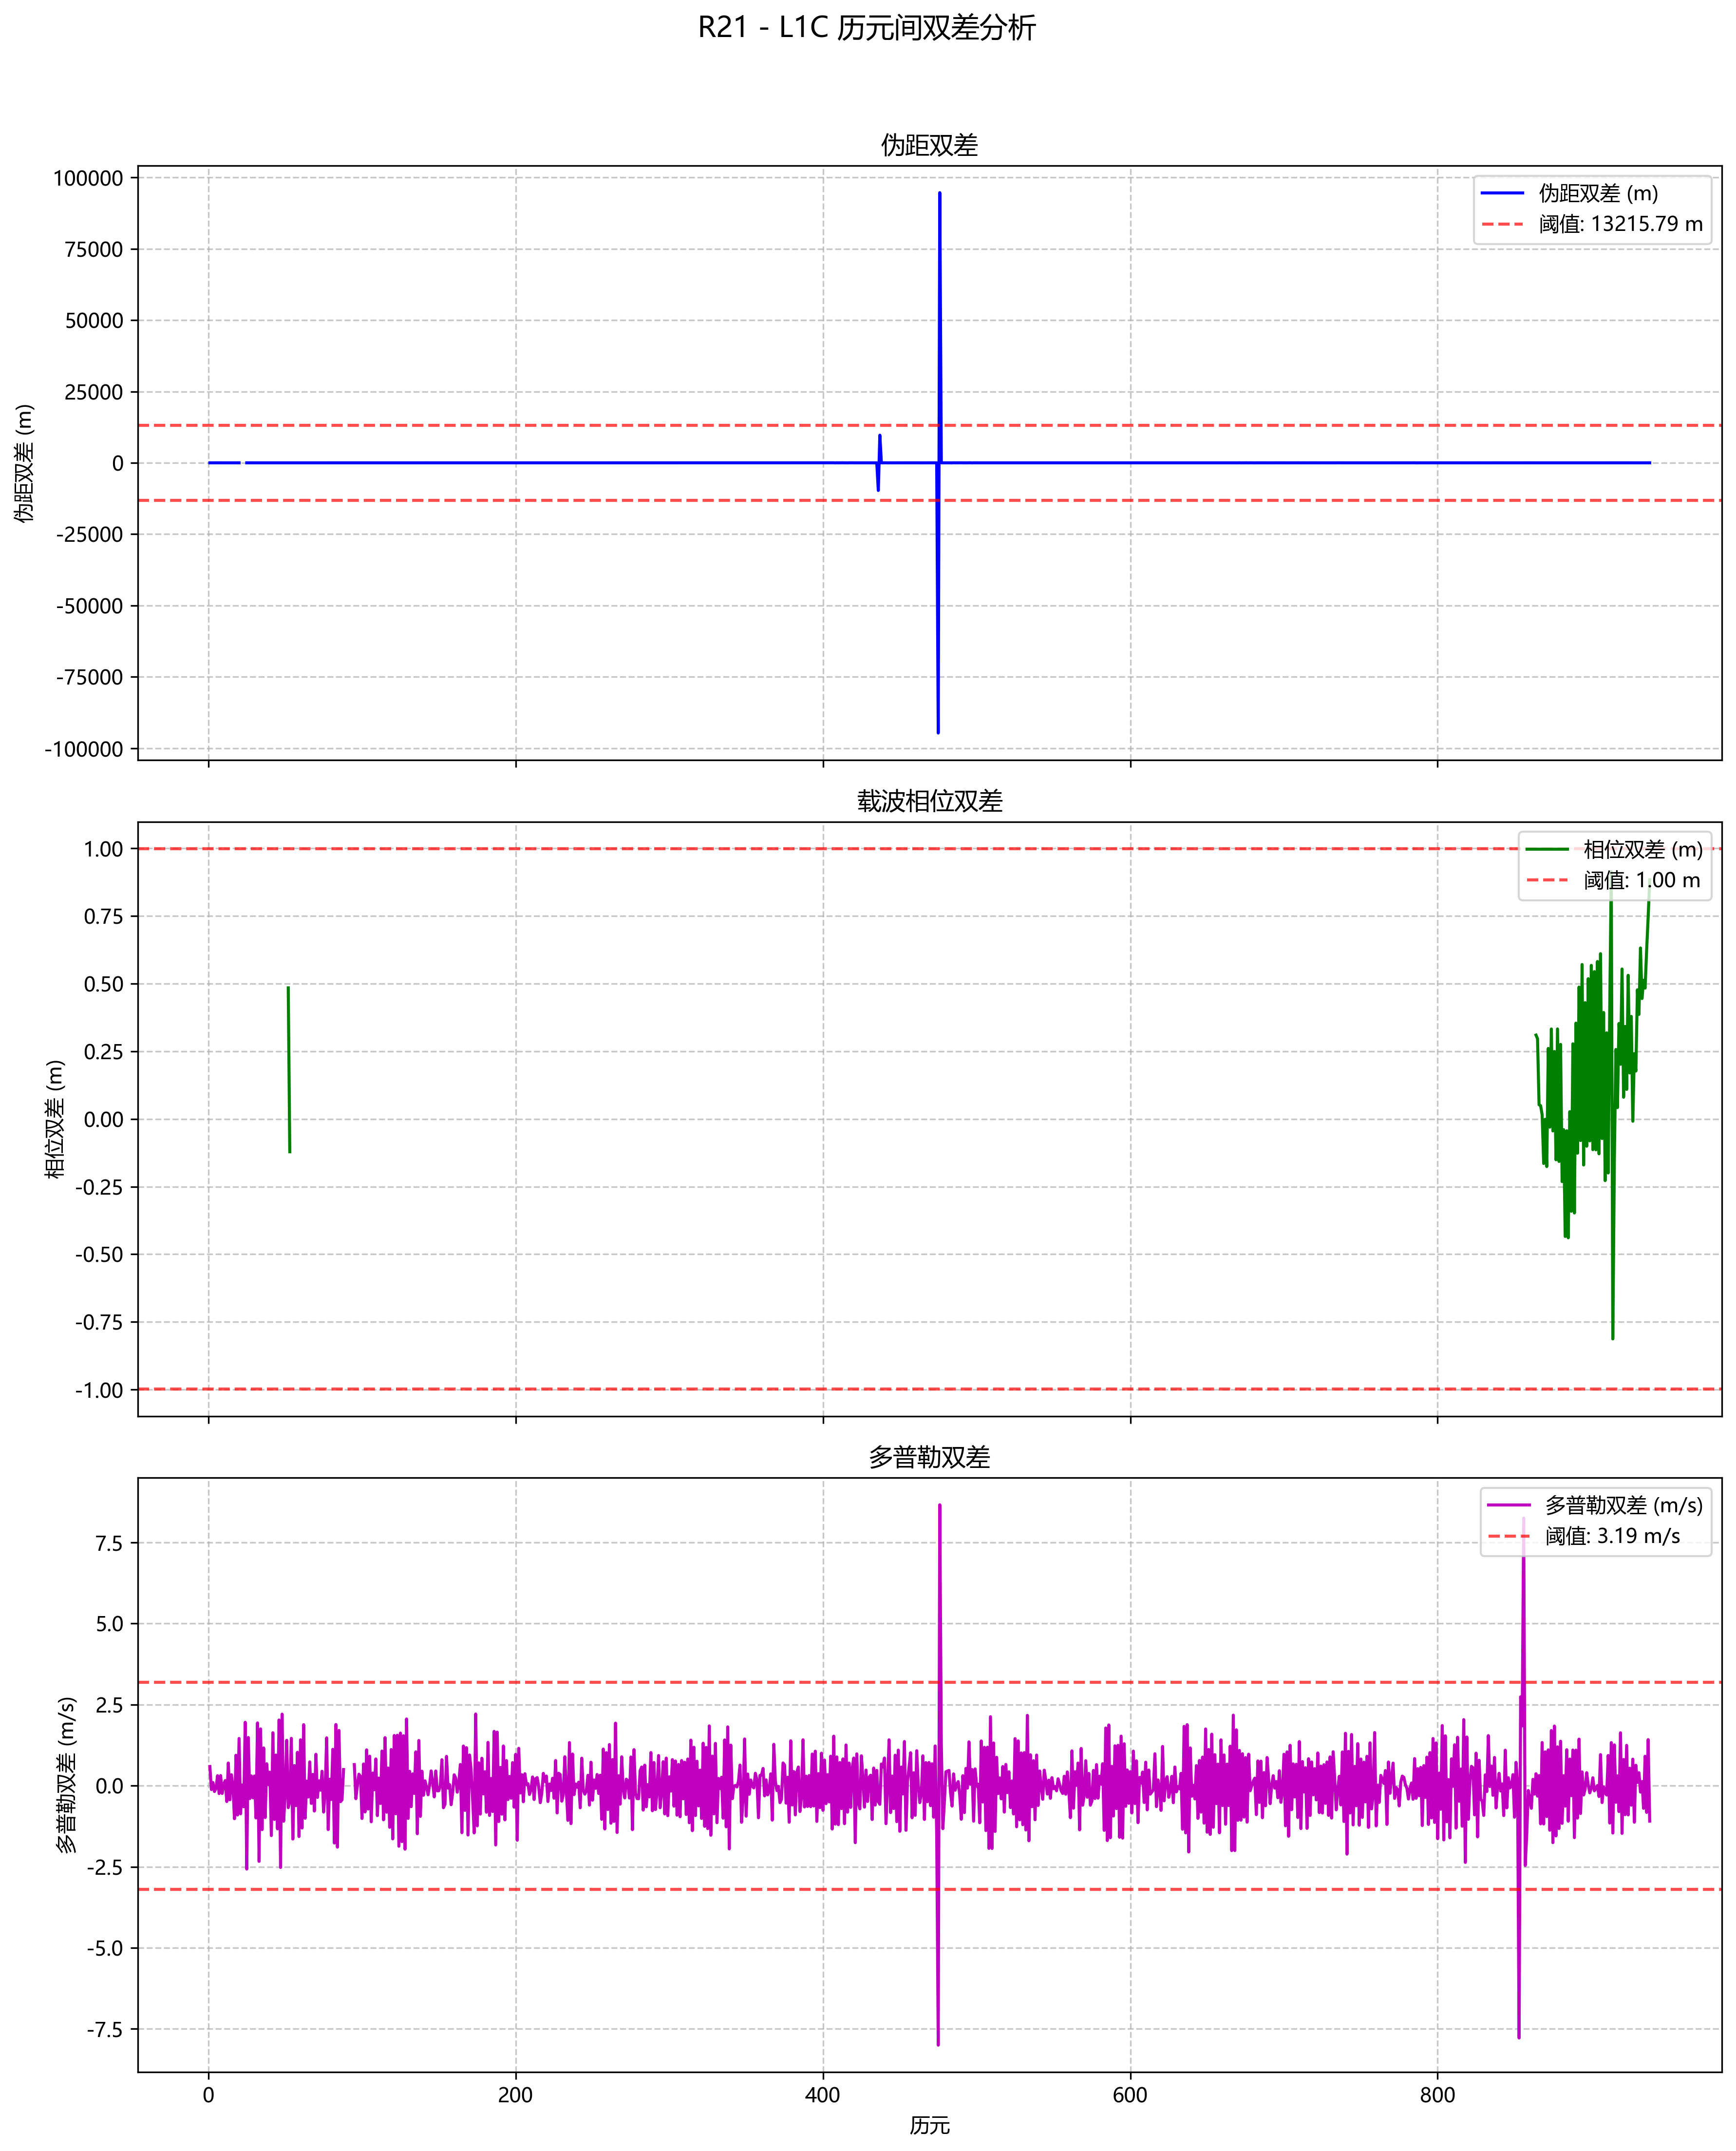 R21 - L1C 历元间双差分析
伪距双差
100000
75000
50000
25000
0
-25000
-50000
-75000
-100000
伪距双差 (m)
伪距双差 (m)
阈值: 13215.79 m
载波相位双差
1.00
0.75
0.50
0.25
0.00
-0.25
-0.50
-0.75
-1.00
相位双差 (m)
相位双差 (m)
阈值: 1.00 m
多普勒双差
7.5
5.0
2.5
0.0
-2.5
-5.0
-7.5
多普勒双差 (m/s)
多普勒双差 (m/s)
阈值: 3.19 m/s
0
200
400
600
800
历元